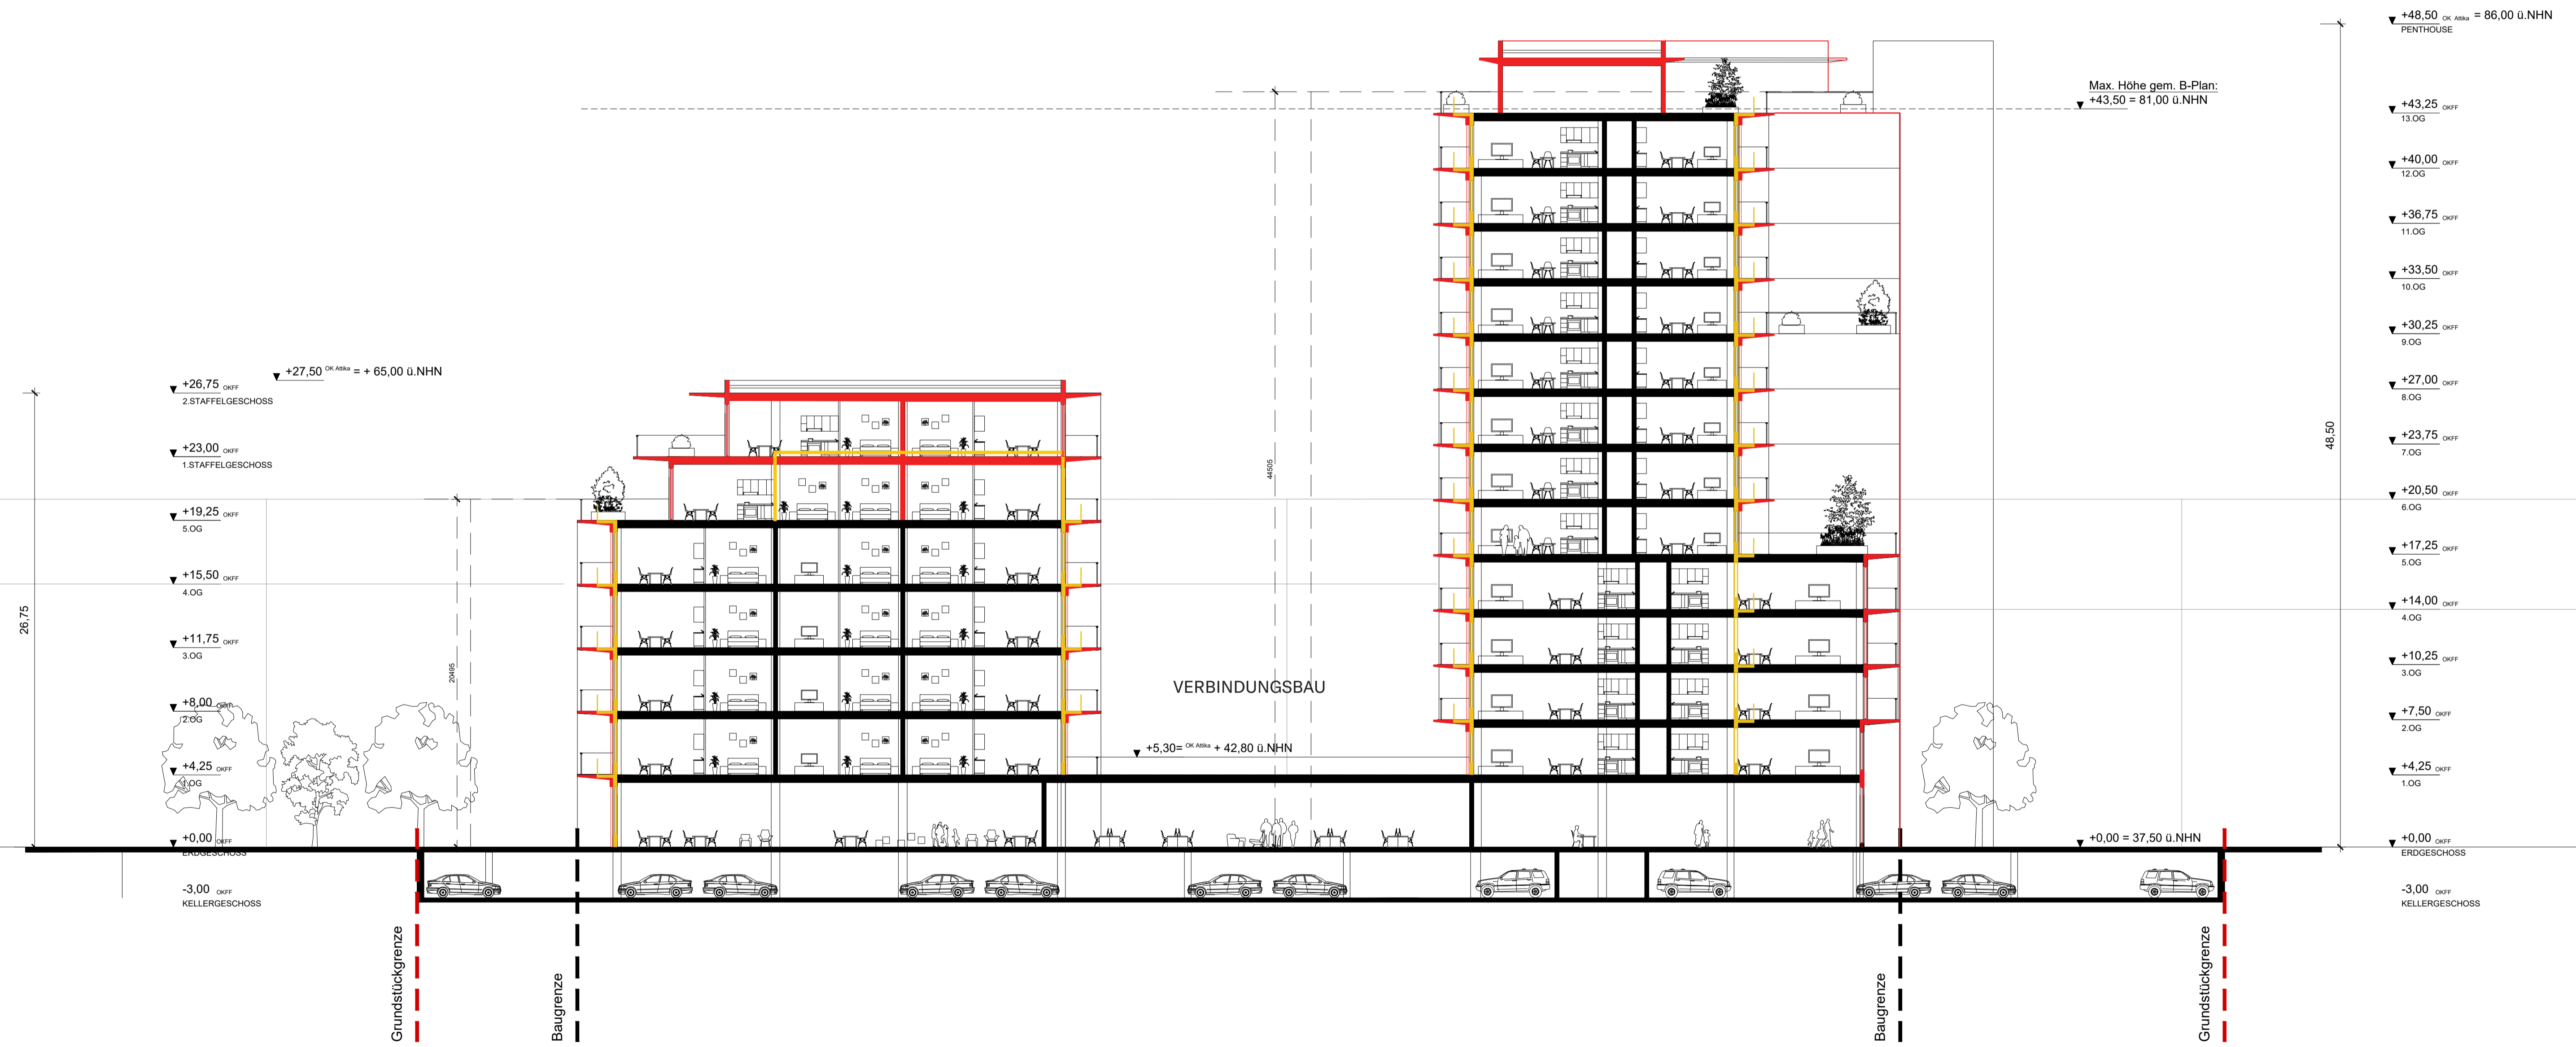 +48,50 OK Attika = 86,00 ü.NHN
PENTHOUSE
Max. Höhe gem. B-Plan:
+43,50 = 81,00 ü.NHN
+43,25 OKFF
13.OG
+40,00 OKFF
12.OG
+36,75 OKFF
11.OG
+33,50 OKFF
10.OG
+30,25 OKFF
9.OG
+27,00 OKFF
8.OG
+23,75 OKFF
7.OG
+20,50 OKFF
6.OG
+17,25 OKFF
5.OG
+14,00 OKFF
4.OG
+10,25 OKFF
3.OG
+7,50 OKFF
2.OG
+4,25 OKFF
1.OG
+0,00 OKFF
ERDGESCHOSS
-3,00 OKFF
KELLERGESCHOSS
48,50
+0,00 = 37,50 ü.NHN
44505
VERBINDUNGSBAU
+5,30= OK Attika + 42,80 ü.NHN
+27,50 OK Attika = + 65,00 ü.NHN
+26,75 OKFF
2.STAFFELGESCHOSS
+23,00 OKFF
1.STAFFELGESCHOSS
+19,25 OKFF
5.OG
+15,50 OKFF
4.OG
+11,75 OKFF
3.OG
+8,00 OKFF
2.OG
+4,25 OKFF
1.OG
+0,00 OKFF
ERDGESCHOSS
-3,00 OKFF
KELLERGESCHOSS
26,75
20495
Grundstückgrenze
Baugrenze
Baugrenze
Grundstückgrenze